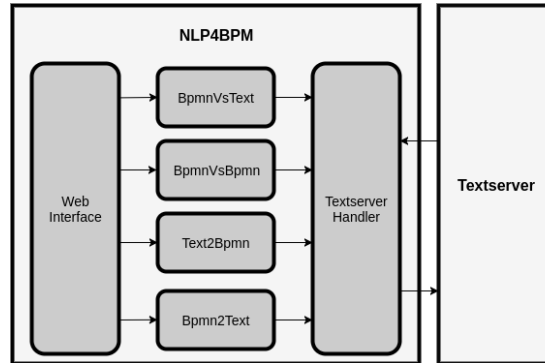 NLP4BPM
Web
Interface
BpmnVsText
BpmnVsBpmn
Text2Bpmn
Bpmn2Text
Textserver
Handler
Textserver